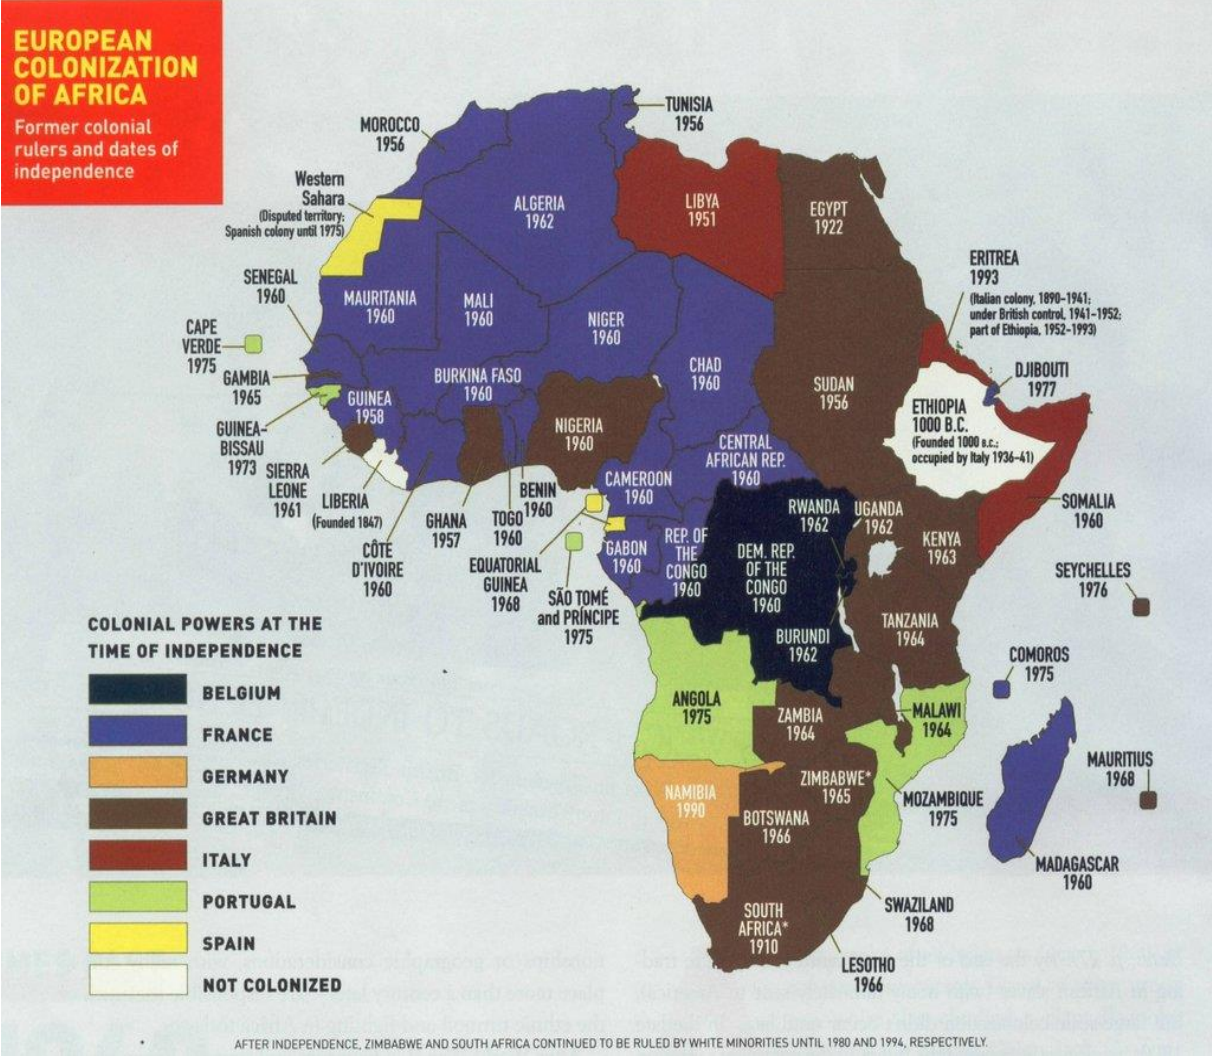 EUROPEAN
COLONIZATION
OF AFRICA
Former colonial
rulers and dates of
independence
TUNISIA
1956
MOROCCO
1956
Western
Sahara
(Disputed territory;
Spanish colony until 1975)
ALGERIA
1962
LIBYA
1951
EGYPT
1922
ERITREA
1993
(Italian colony, 1890–1941;
under British control, 1941–1952;
part of Ethiopia, 1952–1993)
SENEGAL
1960
MAURITANIA
1960
MALI
1960
NIGER
1960
CHAD
1960
SUDAN
1956
CAPE
VERDE
1975
GAMBIA
1965
GUINEA
1958
BURKINA FASO
1960
DJIBOUTI
1977
ETHIOPIA
1000 B.C.
(Founded 1000 B.C.;
occupied by Italy 1936–41)
GUINEA-
BISSAU
1973
NIGERIA
1960
CENTRAL
AFRICAN REP.
1960
SIERRA
LEONE
1961
LIBERIA
(Founded 1847)
CÔTE
D'IVOIRE
1960
GHANA
1957
TOGO
1960
BENIN
1960
CAMEROON
1960
EQUATORIAL
GUINEA
1968
SÃO TOMÉ
and PRÍNCIPE
1975
GABON
1960
REP. OF
THE
CONGO
1960
DEM. REP.
OF THE
CONGO
1960
RWANDA
1962
UGANDA
1962
KENYA
1963
SOMALIA
1960
SEYCHELLES
1976
BURUNDI
1962
TANZANIA
1964
COMOROS
1975
ANGOLA
1975
ZAMBIA
1964
MALAWI
1964
MAURITIUS
1968
NAMIBIA
1990
ZIMBABWE*
1965
BOTSWANA
1966
MOZAMBIQUE
1975
MADAGASCAR
1960
SWAZILAND
1968
SOUTH
AFRICA*
1910
LESOTHO
1966
COLONIAL POWERS AT THE
TIME OF INDEPENDENCE
BELGIUM
FRANCE
GERMANY
GREAT BRITAIN
ITALY
PORTUGAL
SPAIN
NOT COLONIZED
AFTER INDEPENDENCE, ZIMBABWE AND SOUTH AFRICA CONTINUED TO BE RULED BY WHITE MINORITIES UNTIL 1980 AND 1994, RESPECTIVELY.